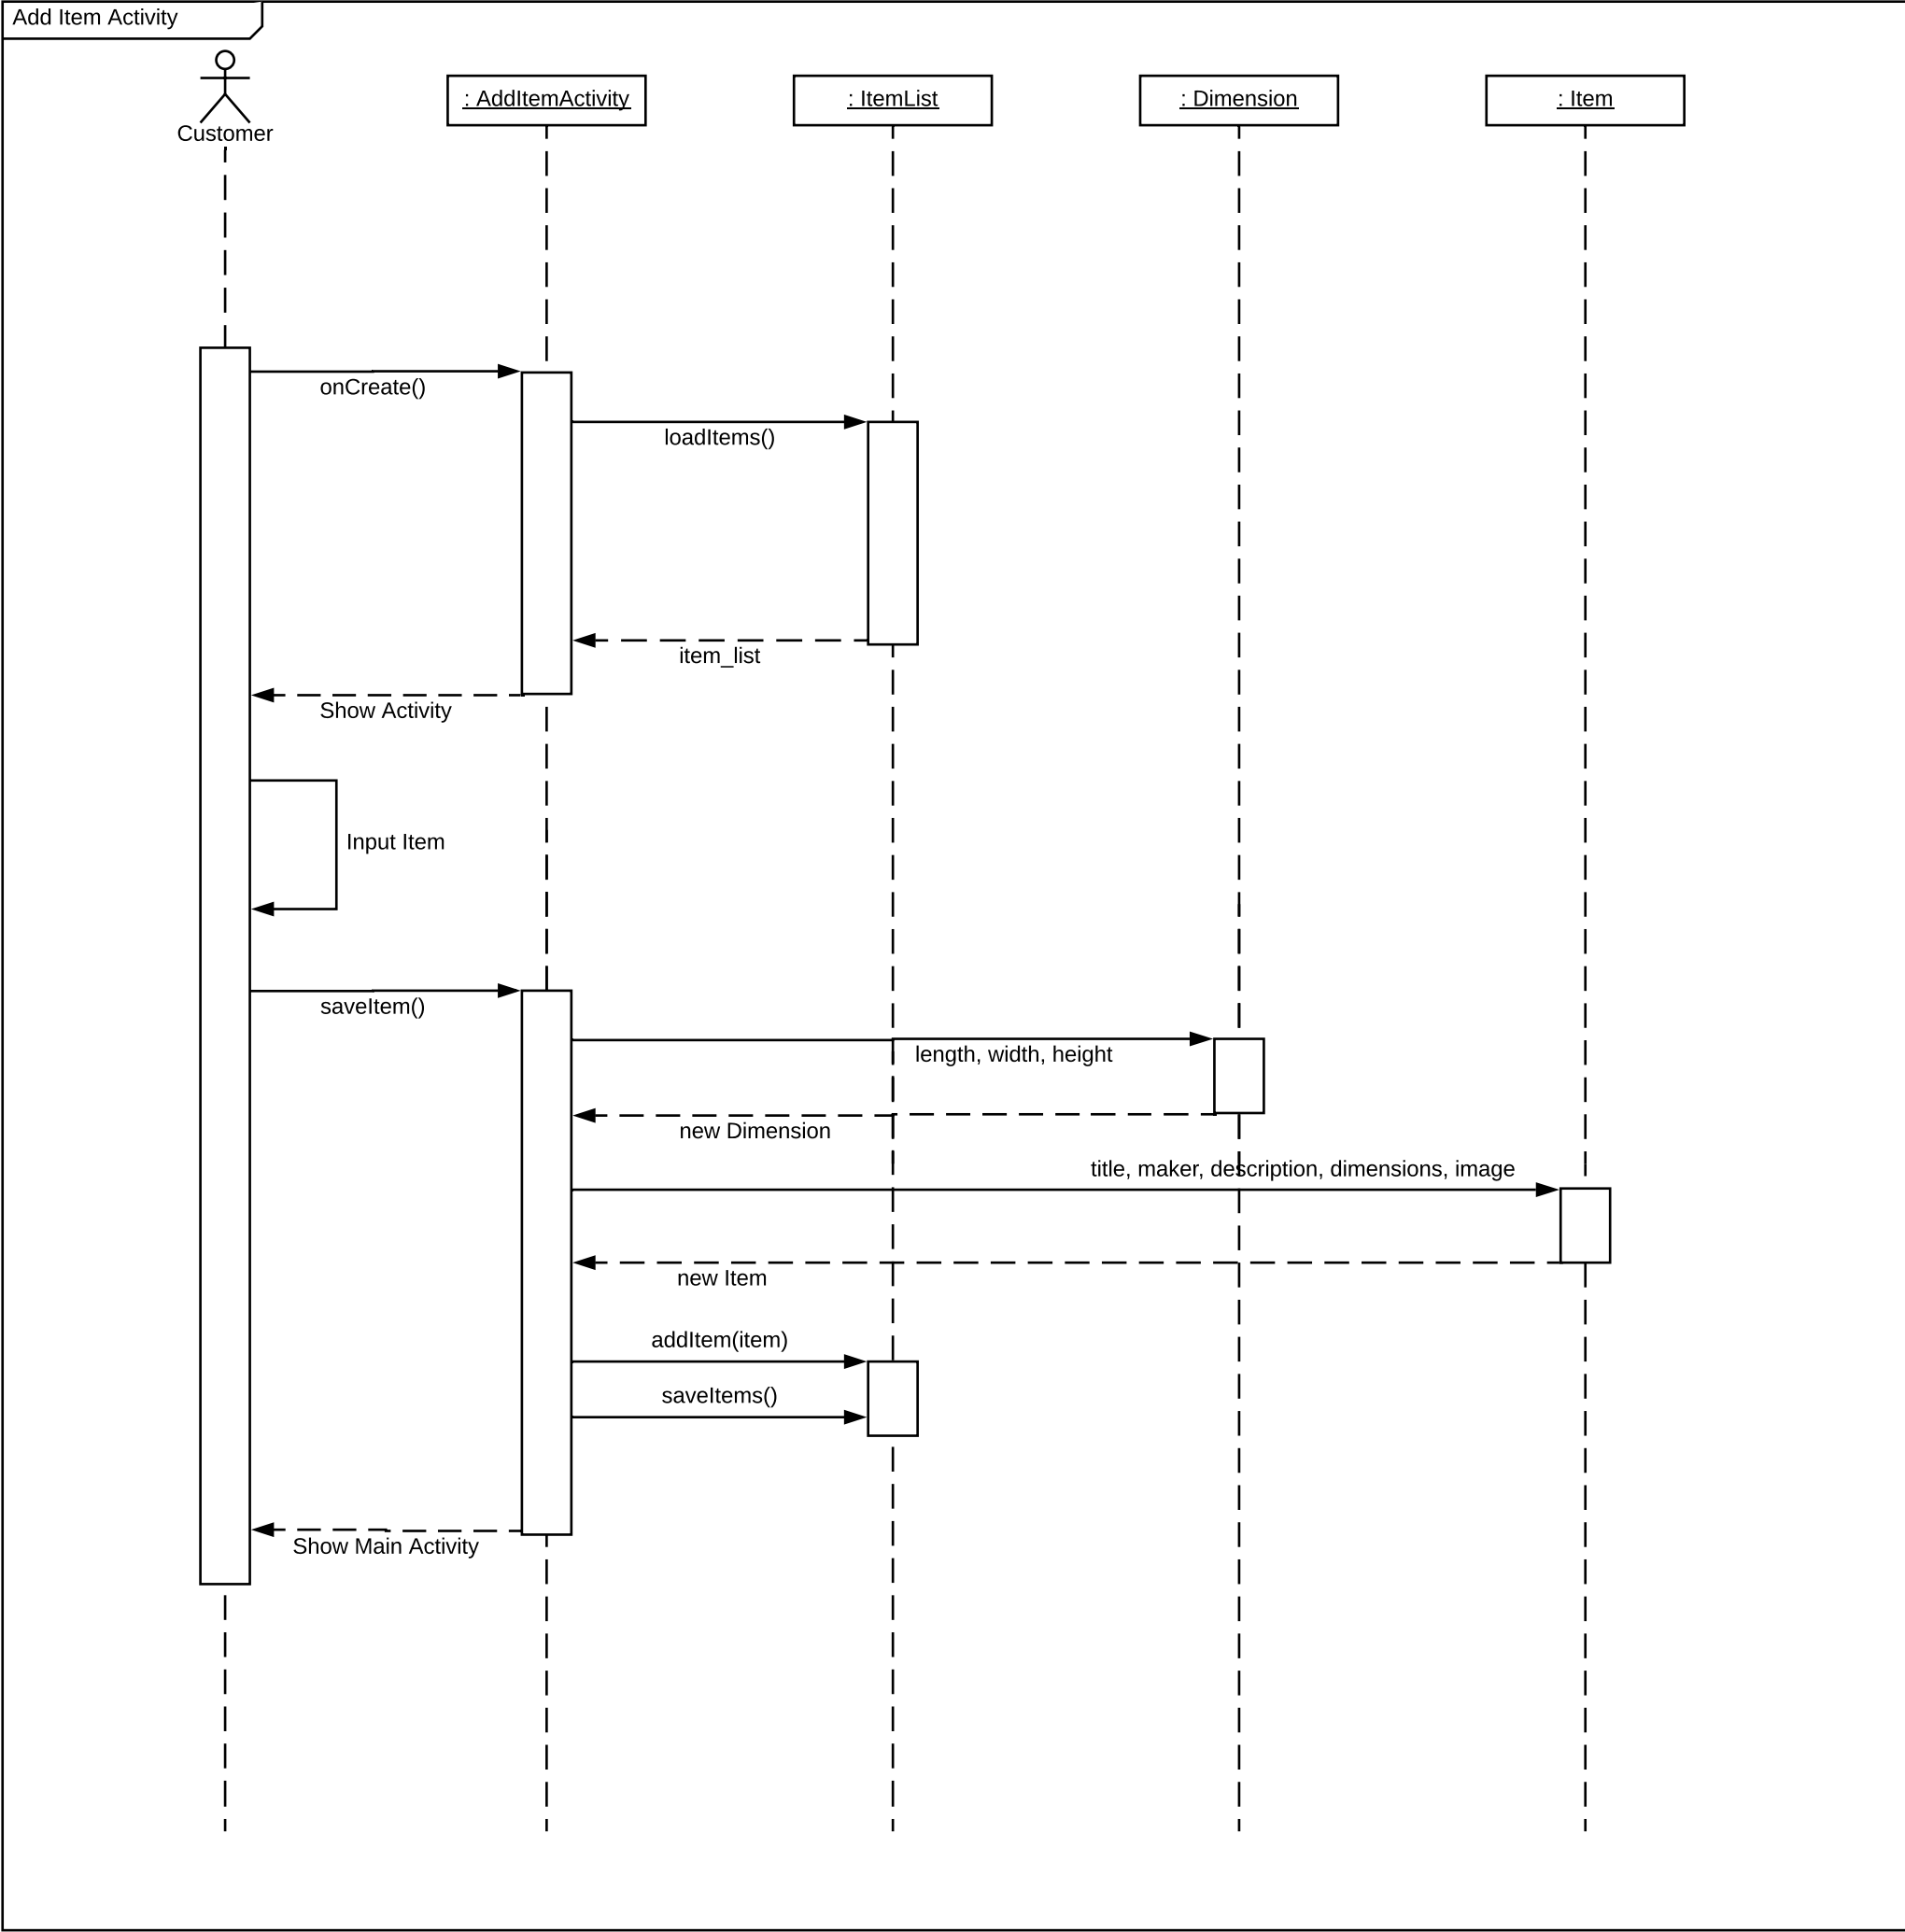 Add Item Activity
Customer
: AddItemActivity
: ItemList
: Dimension
: Item
onCreate()
loadItems()
item_list
Show Activity
Input Item
saveItem()
length, width, height
new Dimension
title, maker, description, dimensions, image
new Item
addItem(item)
saveItems()
Show Main Activity